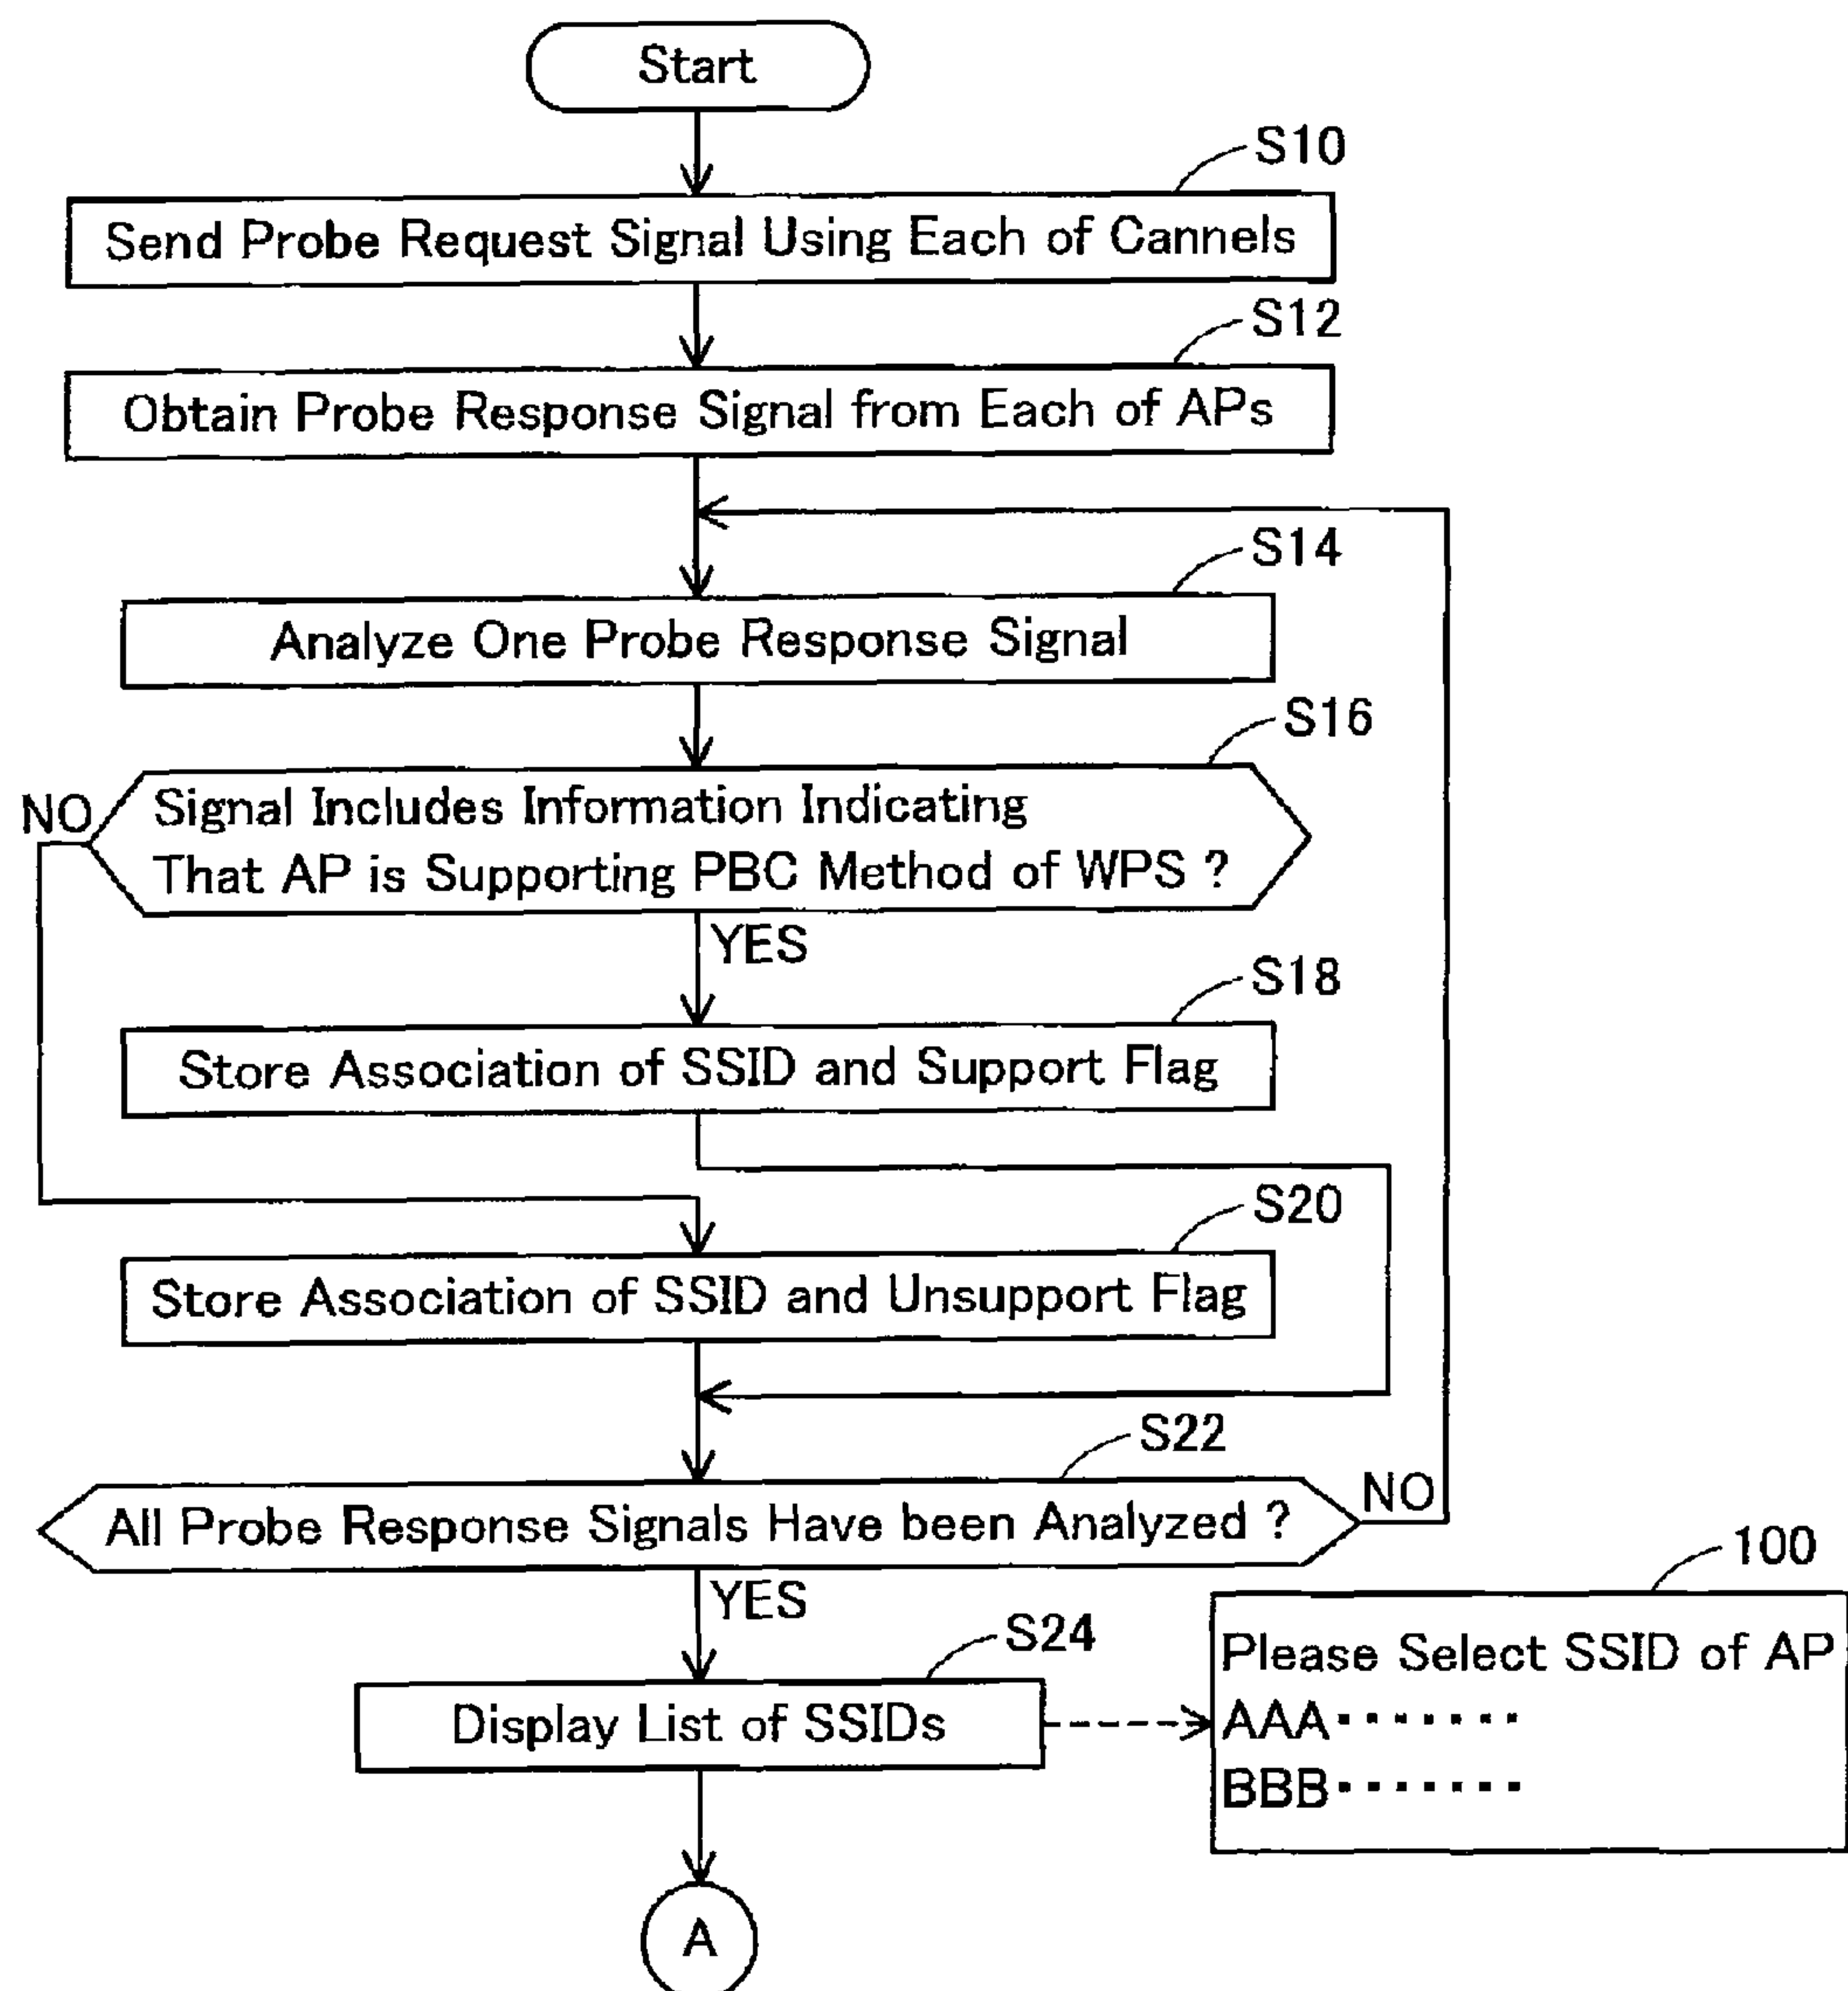 Start
S10
Send Probe Request Signal Using Each of Cannels
S12
Obtain Probe Response Signal from Each of APs
S14
Analyze One Probe Response Signal
S16
NO
Signal Includes Information Indicating
That AP is Supporting PBC Method of WPS ?
YES
S18
Store Association of SSID and Support Flag
S20
Store Association of SSID and Unsupport Flag
S22
All Probe Response Signals Have been Analyzed ?
NO
YES
S24
Display List of SSIDs
100
Please Select SSID of AP
AAA·······
BBB·······
A